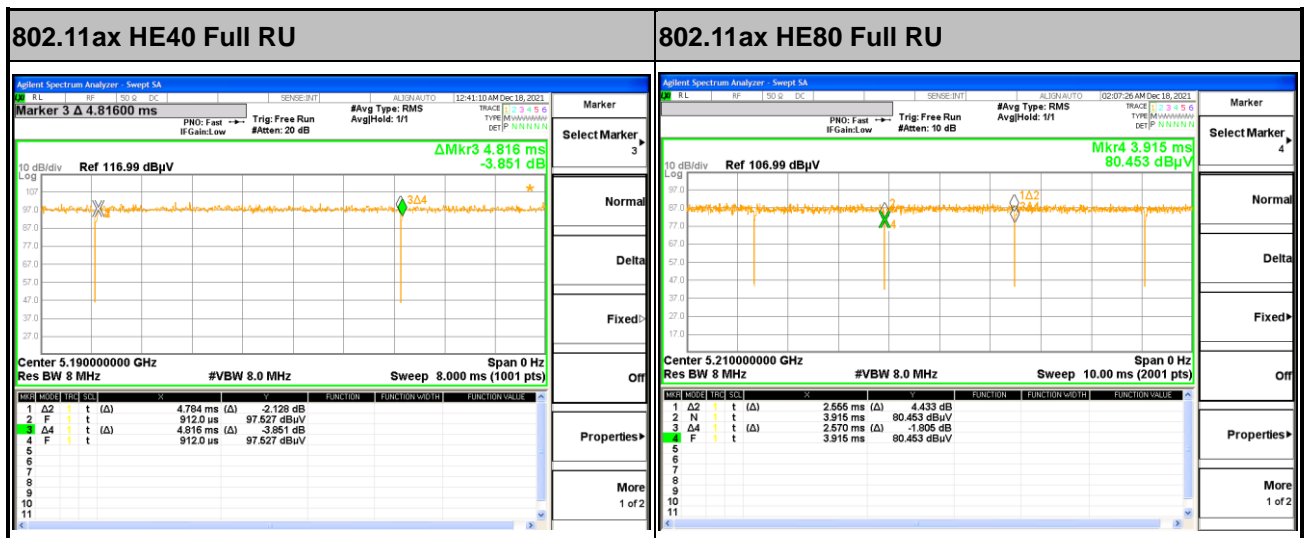 802.11ax HE40 Full RU
Agilent Spectrum Analyzer - Swept SA
RL RF 50 Ω DC SENSE:INT ALIGNAUTO 12:41:10 AM Dec 18, 2021
Marker 3 Δ 4.81600 ms
PNO: Fast
IFGain:Low
Trig: Free Run
#Atten: 20 dB
#Avg Type: RMS
Avg|Hold: 1/1
TRACE 1 2 3 4 5 6
TYPE
DET P N N N N N
ΔMkr3 4.816 ms
-3.851 dB
10 dB/div Ref 116.99 dBµV
Log
107
97.0
87.0
77.0
67.0
57.0
47.0
37.0
27.0
3Δ4
Center 5.190000000 GHz Span 0 Hz
Res BW 8 MHz #VBW 8.0 MHz Sweep 8.000 ms (1001 pts)
MKR MODE TRC SCL X Y FUNCTION FUNCTION WIDTH FUNCTION VALUE
1 Δ2 1 t (Δ) 4.784 ms (Δ) -2.128 dB
2 F 1 t 912.0 µs 97.527 dBµV
3 Δ4 1 t (Δ) 4.816 ms (Δ) -3.851 dB
4 F 1 t 912.0 µs 97.527 dBµV
5
6
7
8
9
10
11
Marker
Select Marker
3
Normal
Delta
Fixed
Off
Properties
More
1 of 2
802.11ax HE80 Full RU
Agilent Spectrum Analyzer - Swept SA
RL RF 50 Ω DC SENSE:INT ALIGNAUTO 02:07:26 AM Dec 18, 2021
PNO: Fast
IFGain:Low
Trig: Free Run
#Atten: 10 dB
#Avg Type: RMS
Avg|Hold: 1/1
TRACE 1 2 3 4 5 6
TYPE
DET P N N N N N
Mkr4 3.915 ms
80.453 dBµV
10 dB/div Ref 106.99 dBµV
Log
97.0
87.0
77.0
67.0
57.0
47.0
37.0
27.0
17.0
2
4
1Δ2
3Δ4
Center 5.210000000 GHz Span 0 Hz
Res BW 8 MHz #VBW 8.0 MHz Sweep 10.00 ms (2001 pts)
MKR MODE TRC SCL X Y FUNCTION FUNCTION WIDTH FUNCTION VALUE
1 Δ2 1 t (Δ) 2.555 ms (Δ) 4.433 dB
2 N 1 t 3.915 ms 80.453 dBµV
3 Δ4 1 t (Δ) 2.570 ms (Δ) -1.805 dB
4 F 1 t 3.915 ms 80.453 dBµV
5
6
7
8
9
10
11
Marker
Select Marker
4
Normal
Delta
Fixed
Off
Properties
More
1 of 2